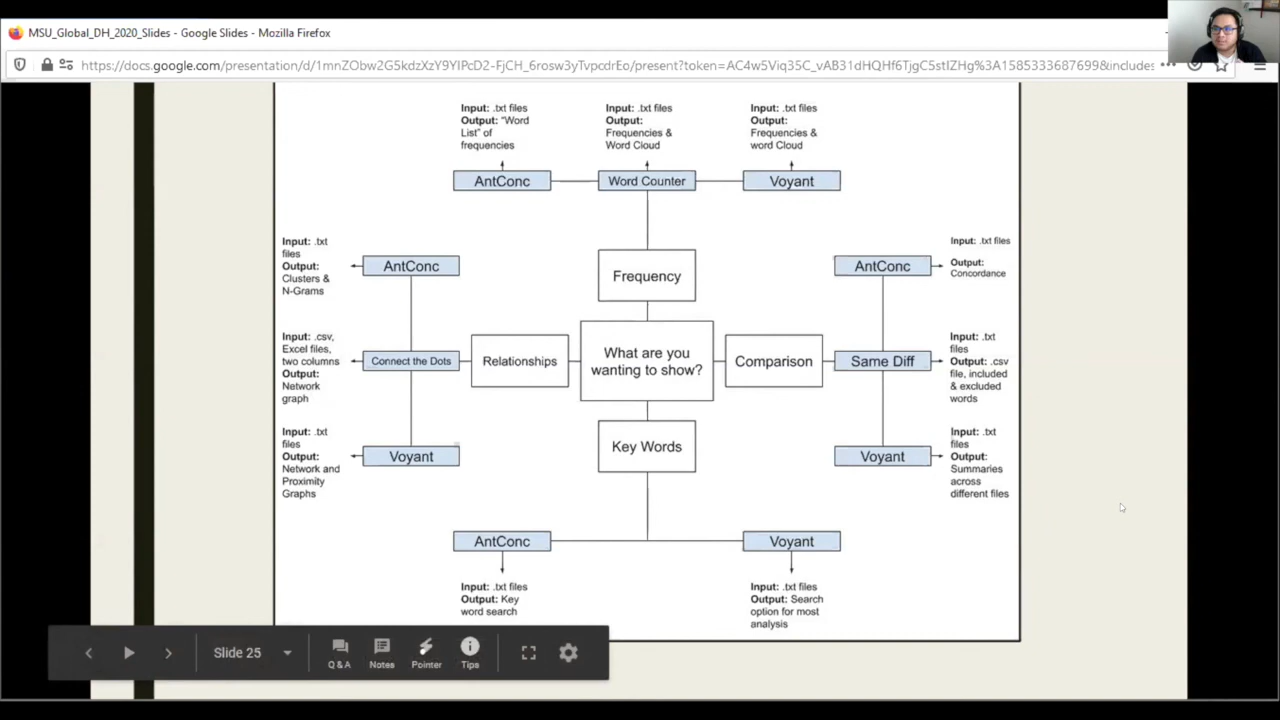 MSU_Global_DH_2020_Slides - Google Slides - Mozilla Firefox
https://docs.google.com/presentation/d/1mnZObw2G5kdzXzY9YIPcD2-FjCH_6rosw3yTvpcdrEo/present?token=AC4w5Viq35C_vAB31dHQHf6TjgC5stIZHg%3A1585333687699&includes
Input: .txt files
Output: "Word
List" of
frequencies
Input: .txt files
Output:
Frequencies &
Word Cloud
Input: .txt files
Output:
Frequencies &
word Cloud
AntConc
Word Counter
Voyant
Frequency
Input: .txt
files
Output:
Clusters &
N-Grams
AntConc
Input: .csv,
Excel files,
two columns
Output:
Network
graph
Connect the Dots
Relationships
Input: .txt
files
Output:
Network and
Proximity
Graphs
Voyant
What are you
wanting to show?
Comparison
AntConc
Input: .txt files
Output:
Concordance
Same Diff
Input: .txt
files
Output: .csv
file, included
& excluded
words
Voyant
Input: .txt
files
Output:
Summaries
across
different files
Key Words
AntConc
Input: .txt files
Output: Key
word search
Voyant
Input: .txt files
Output: Search
option for most
analysis
Slide 25
Q & A
Notes
Pointer
Tips